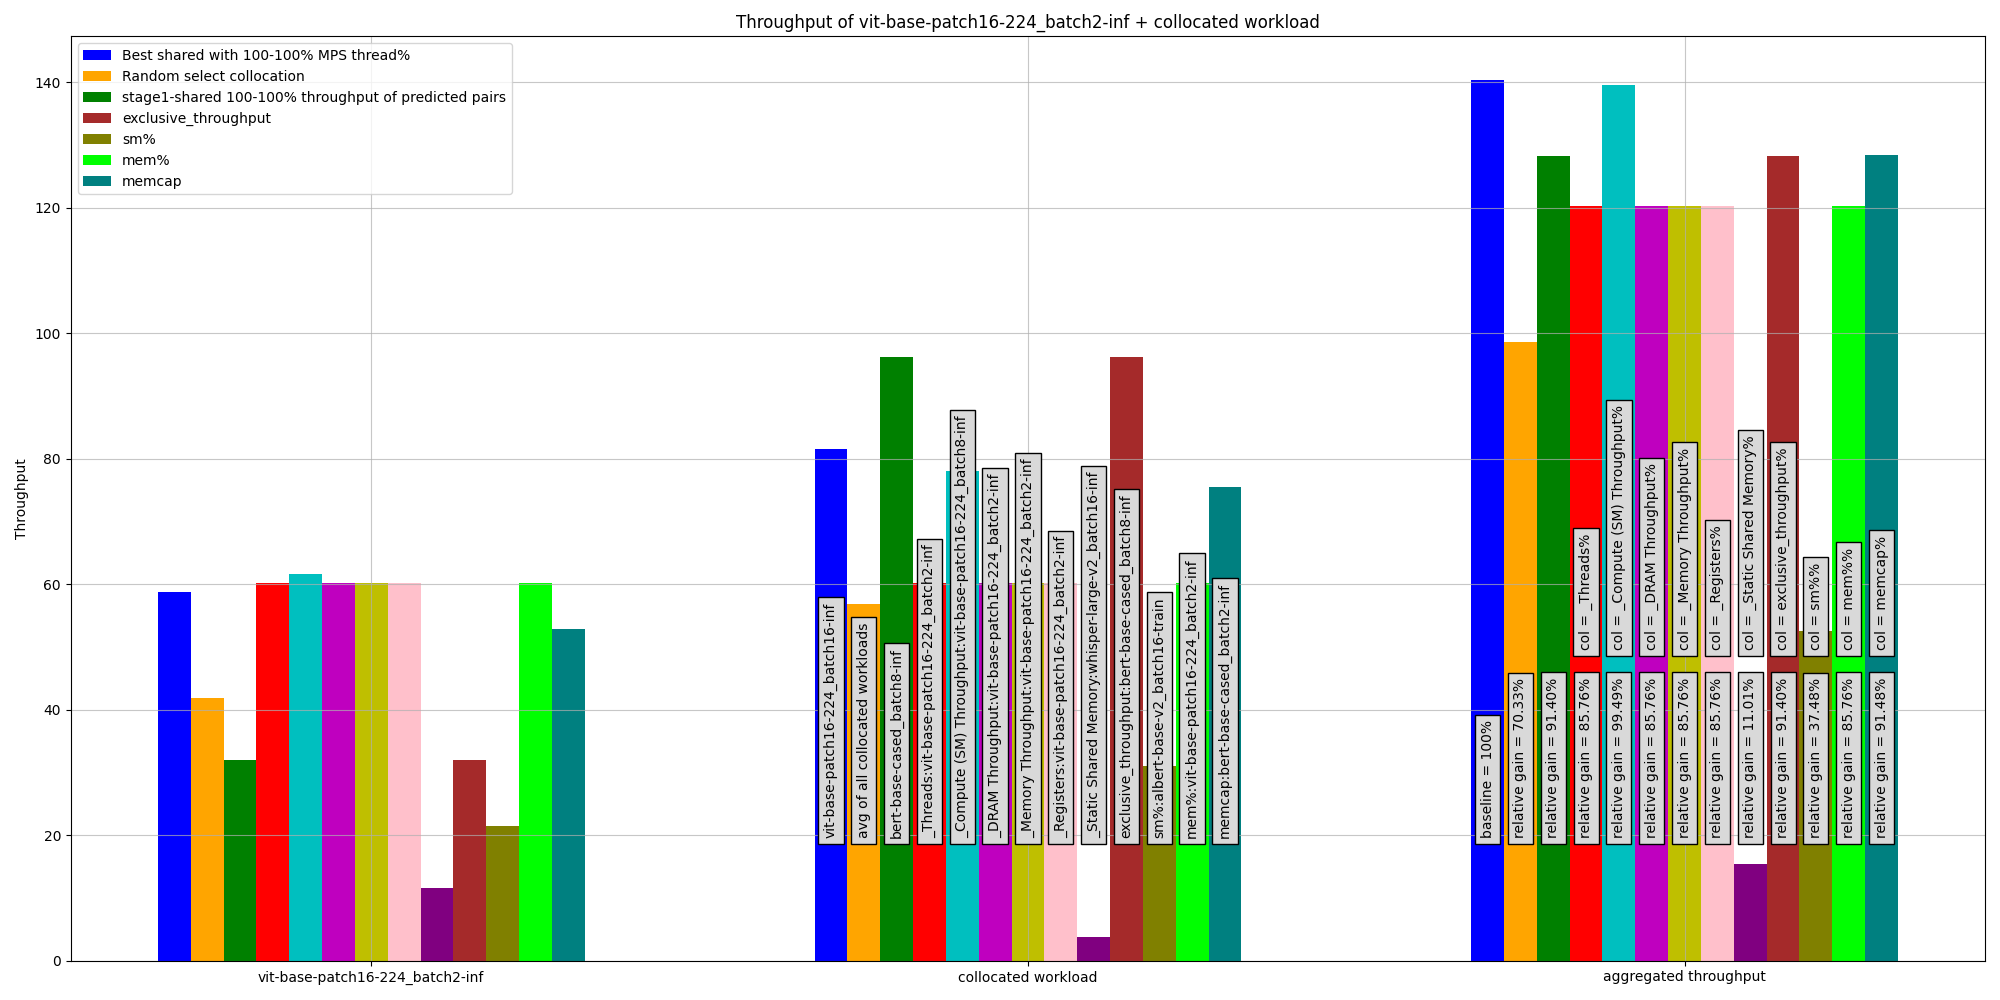 Throughput of vit-base-patch16-224_batch2-inf + collocated workload
Best shared with 100-100% MPS thread%
Random select collocation
stage1-shared 100-100% throughput of predicted pairs
exclusive_throughput
sm%
mem%
memcap
Throughput
140
120
100
80
60
40
20
0
vit-base-patch16-224_batch16-inf
avg of all collocated workloads
bert-base-cased_batch8-inf
_Threads:vit-base-patch16-224_batch2-inf
_Compute (SM) Throughput:vit-base-patch16-224_batch8-inf
_DRAM Throughput:vit-base-patch16-224_batch2-inf
_Memory Throughput:vit-base-patch16-224_batch2-inf
_Registers:vit-base-patch16-224_batch2-inf
_Static Shared Memory:whisper-large-v2_batch16-inf
exclusive_throughput:bert-base-cased_batch8-inf
sm%:albert-base-v2_batch16-train
mem%:vit-base-patch16-224_batch2-inf
memcap:bert-base-cased_batch2-inf
col = _Threads%
col = _Compute (SM) Throughput%
col = _DRAM Throughput%
col = _Memory Throughput%
col = _Registers%
col = _Static Shared Memory%
col = exclusive_throughput%
col = sm%%
col = mem%%
col = memcap%
baseline = 100%
relative gain = 70.33%
relative gain = 91.40%
relative gain = 85.76%
relative gain = 99.49%
relative gain = 85.76%
relative gain = 85.76%
relative gain = 85.76%
relative gain = 11.01%
relative gain = 91.40%
relative gain = 37.48%
relative gain = 85.76%
relative gain = 91.48%
vit-base-patch16-224_batch2-inf
collocated workload
aggregated throughput